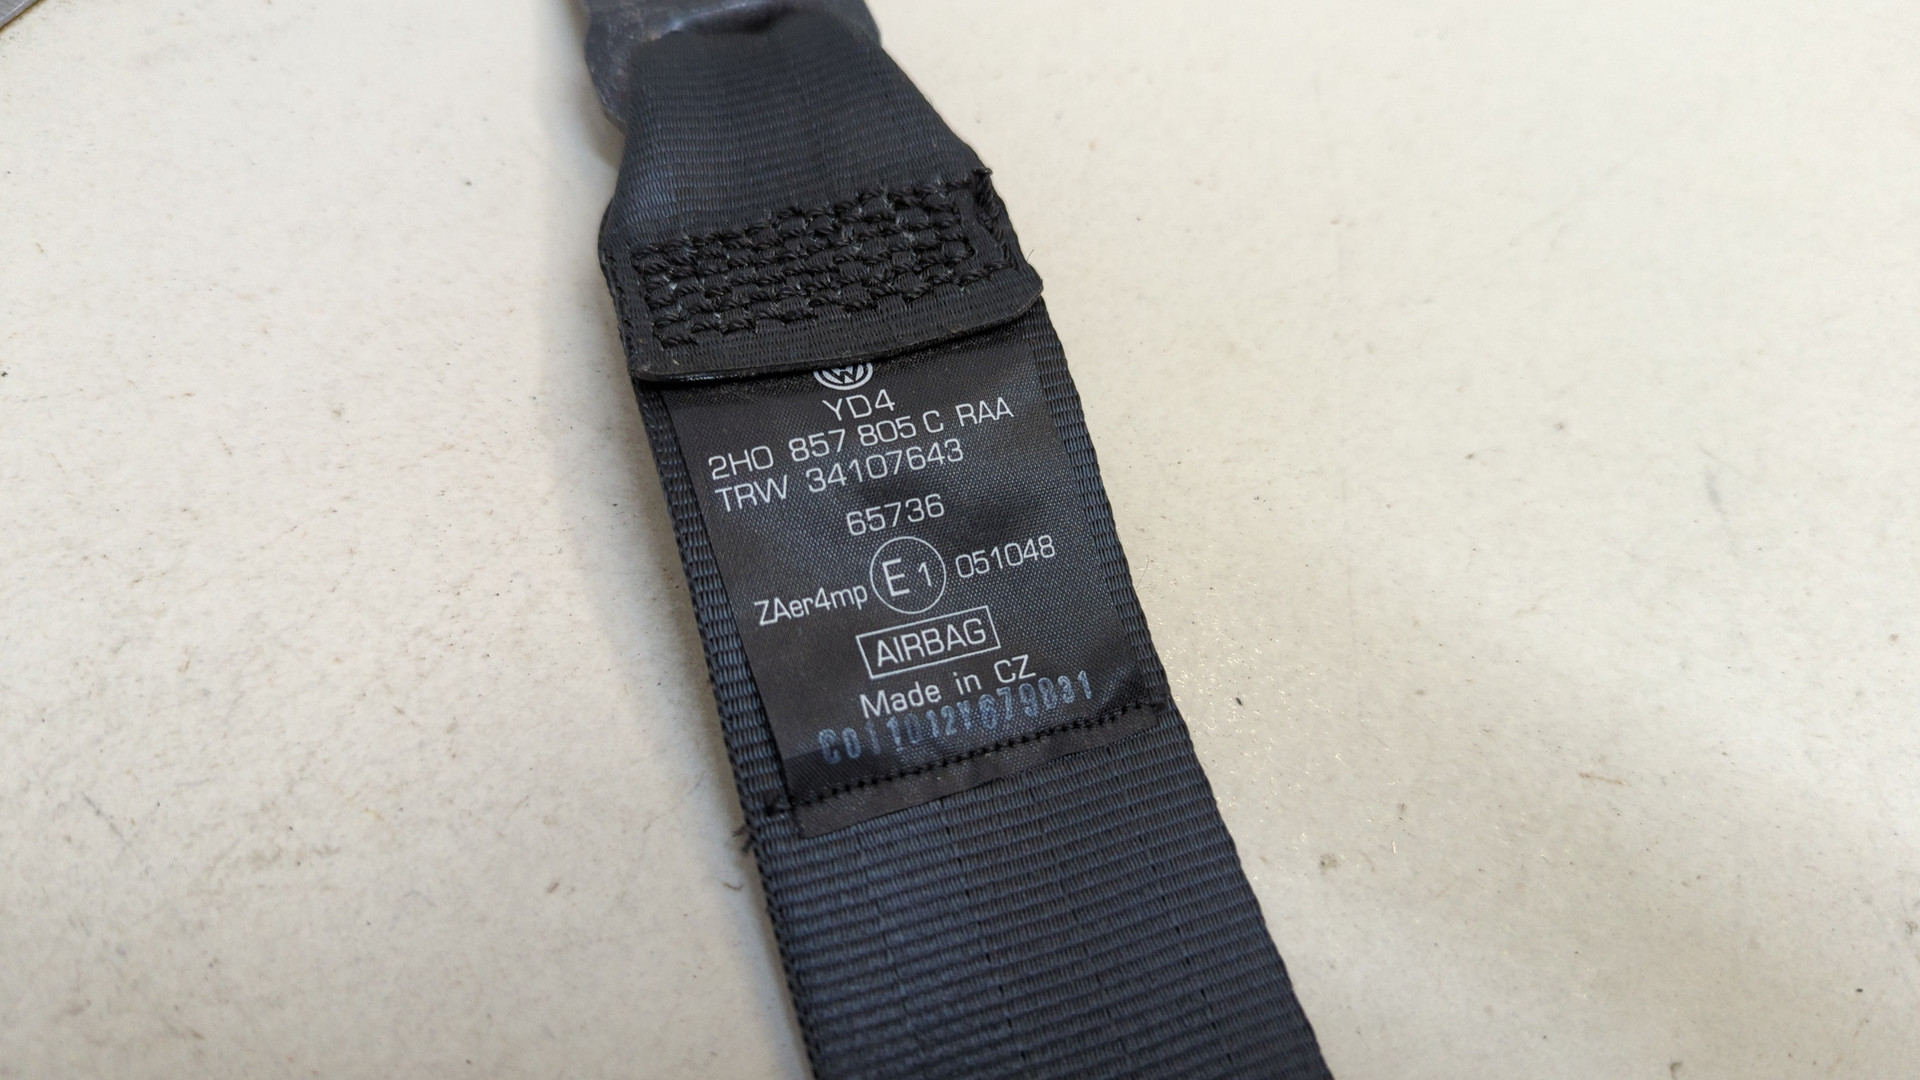 YD4
2H0 857 805 C RAA
TRW 34107643
65736
ZAer4mp E1 051048
AIRBAG
Made in CZ